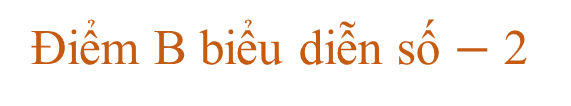 Điểm B biểu diễn số − 2